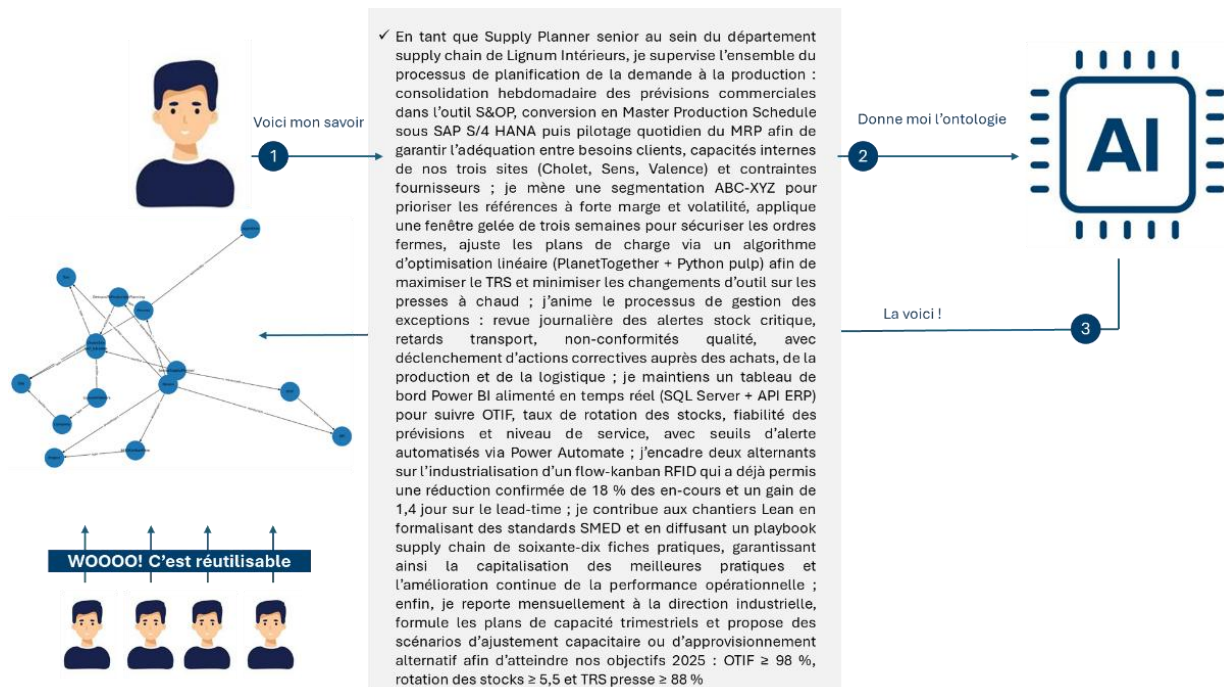 ✓ En tant que Supply Planner senior au sein du département
supply chain de Lignum Intérieurs, je supervise l'ensemble du
processus de planification de la demande à la production :
consolidation hebdomadaire des prévisions commerciales
dans l'outil S&OP, conversion en Master Production Schedule
sous SAP S/4 HANA puis pilotage quotidien du MRP afin de
garantir l'adéquation entre besoins clients, capacités internes
de nos trois sites (Cholet, Sens, Valence) et contraintes
fournisseurs ; je mène une segmentation ABC-XYZ pour
prioriser les références à forte marge et volatilité, applique
une fenêtre gelée de trois semaines pour sécuriser les ordres
fermes, ajuste les plans de charge via un algorithme
d'optimisation linéaire (PlanetTogether + Python pulp) afin de
maximiser le TRS et minimiser les changements d'outil sur les
presses à chaud ; j'anime le processus de gestion des
exceptions : revue journalière des alertes stock critique,
retards transport, non-conformités qualité, avec
déclenchement d'actions correctives auprès des achats, de la
production et de la logistique ; je maintiens un tableau de
bord Power BI alimenté en temps réel (SQL Server + API ERP)
pour suivre OTIF, taux de rotation des stocks, fiabilité des
prévisions et niveau de service, avec seuils d'alerte
automatisés via Power Automate ; j'encadre deux alternants
sur l'industrialisation d'un flow-kanban RFID qui a déjà permis
une réduction confirmée de 18 % des en-cours et un gain de
1,4 jour sur le lead-time ; je contribue aux chantiers Lean en
formalisant des standards SMED et en diffusant un playbook
supply chain de soixante-dix fiches pratiques, garantissant
ainsi la capitalisation des meilleures pratiques et
l'amélioration continue de la performance opérationnelle ;
enfin, je reporte mensuellement à la direction industrielle,
formule les plans de capacité trimestriels et propose des
scénarios d'ajustement capacitaire ou d'approvisionnement
alternatif afin d'atteindre nos objectifs 2025 : OTIF ≥ 98 %,
rotation des stocks ≥ 5,5 et TRS presse ≥ 88 %
Voici mon savoir
1
Donne moi l'ontologie
2
AI
La voici !
3
WOOOO! C'est réutilisable